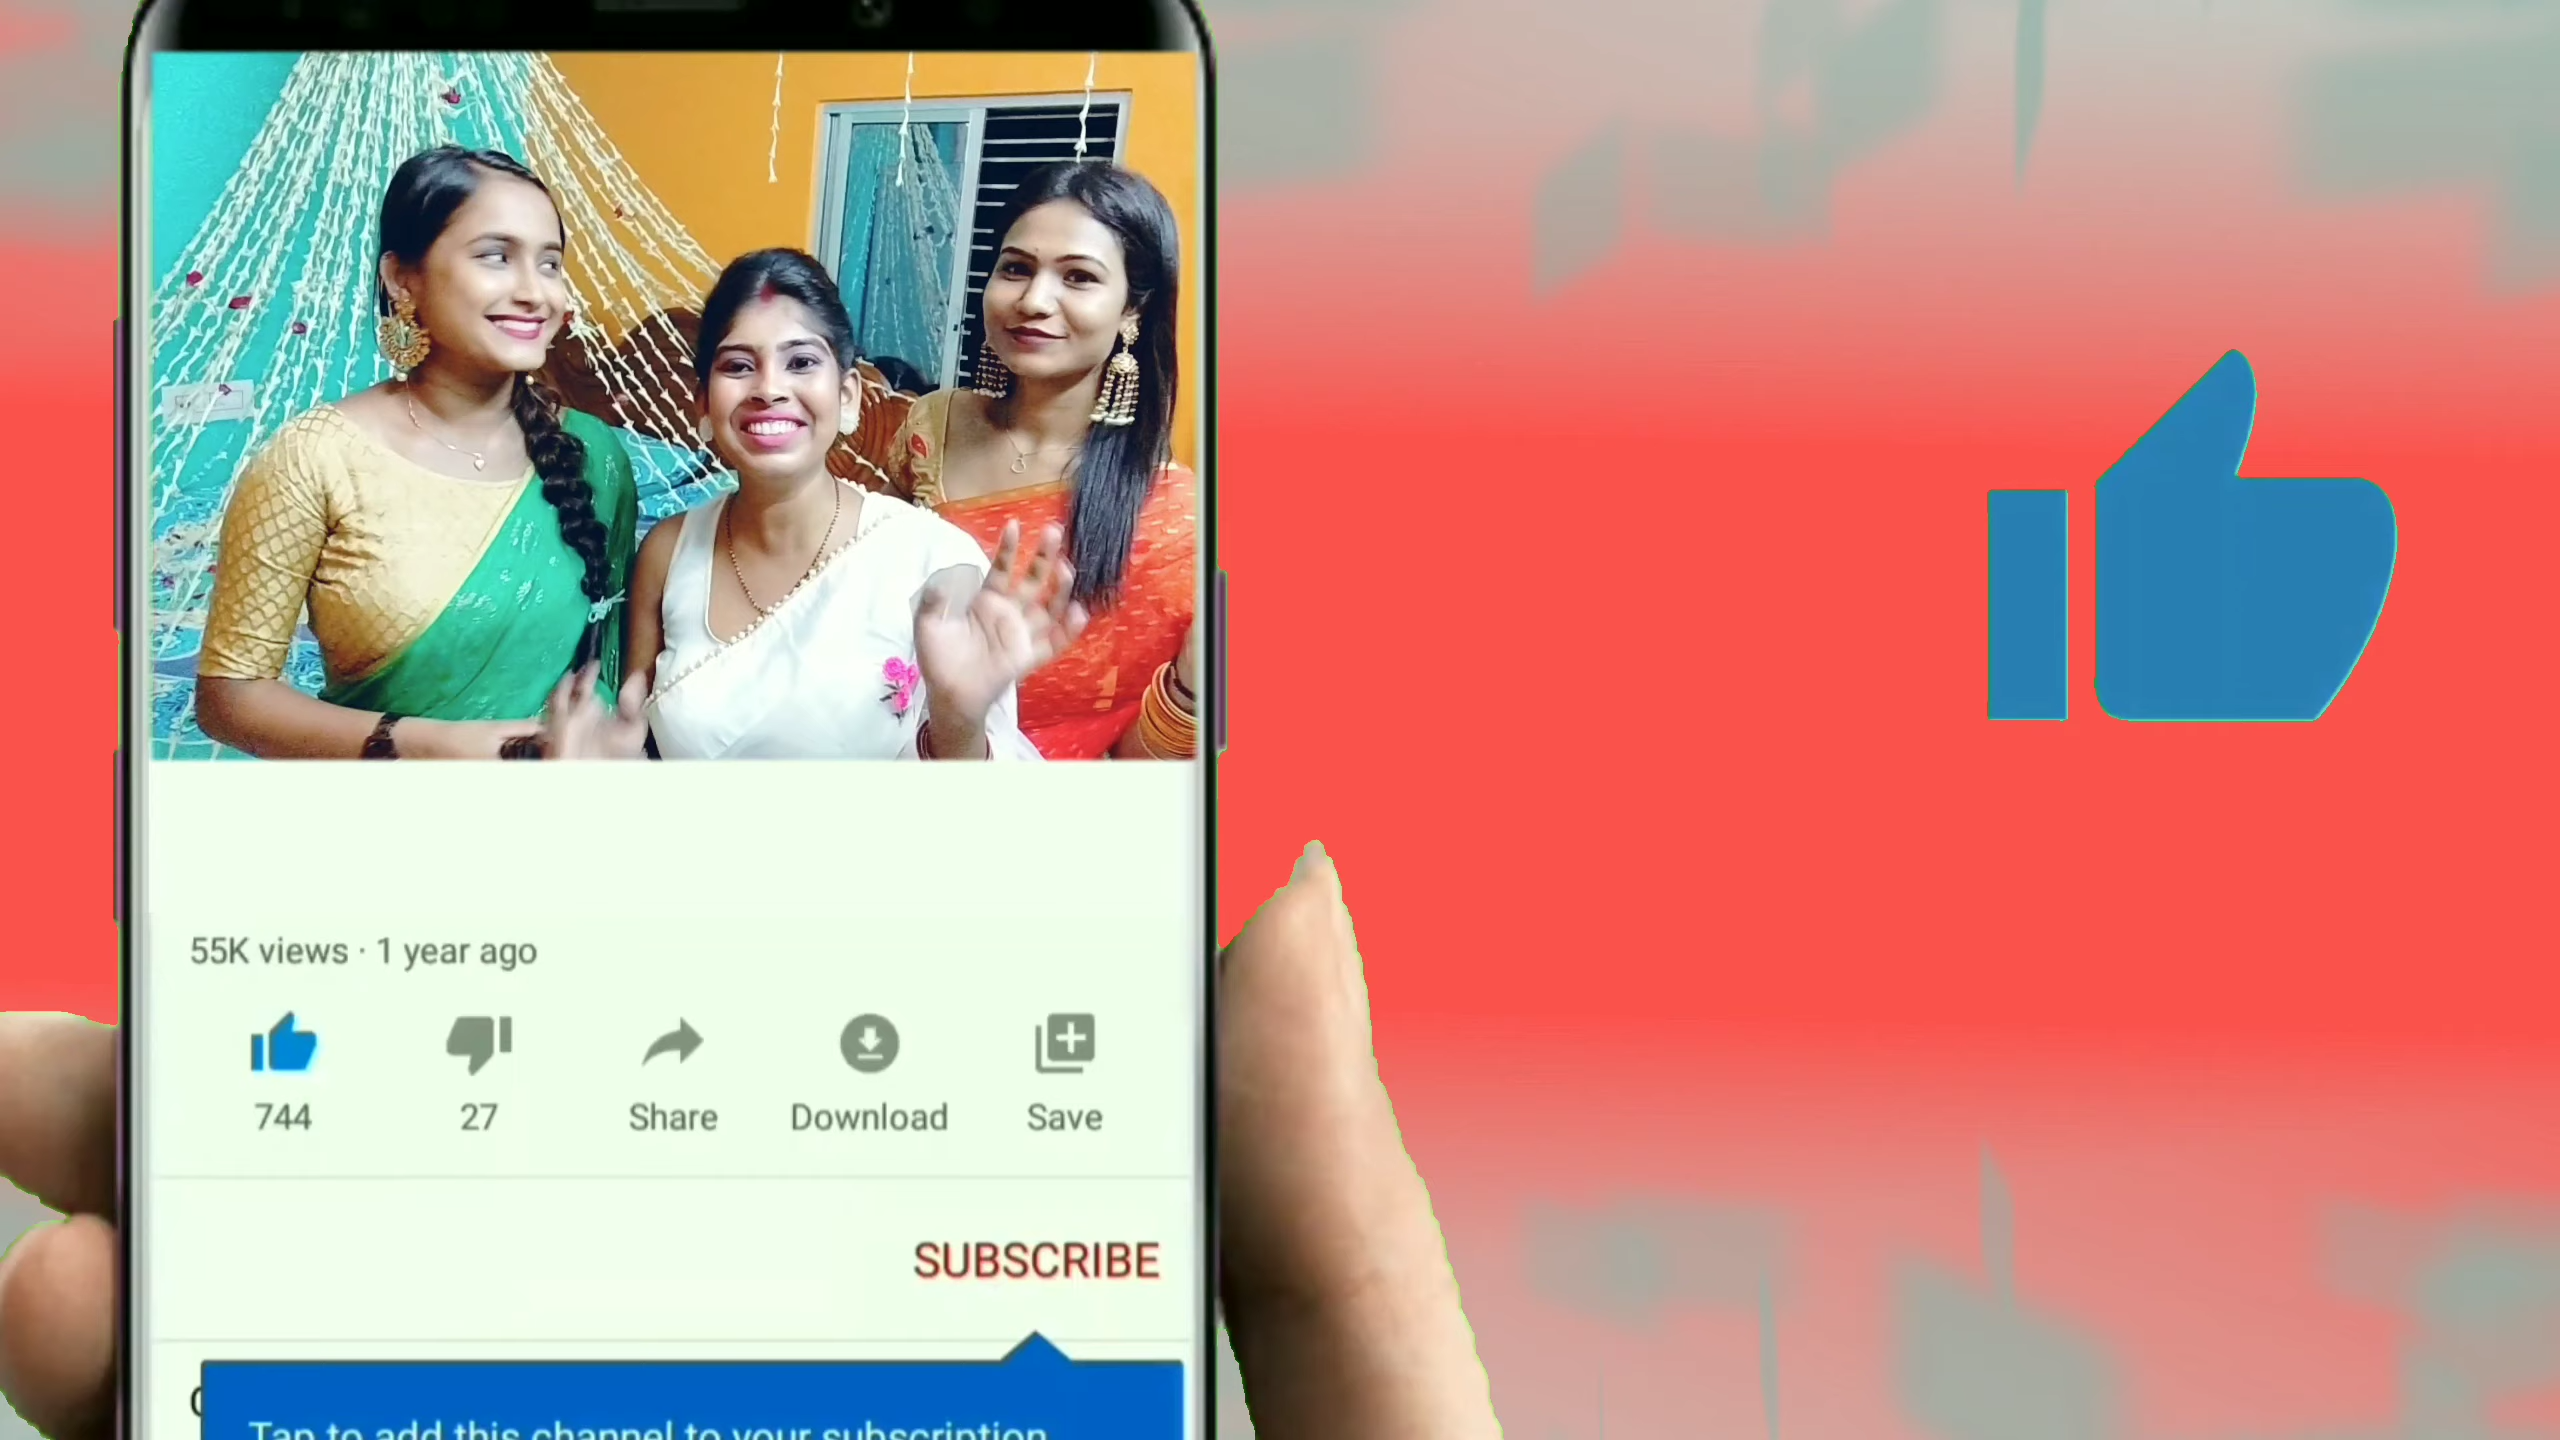 55K views · 1 year ago
744
27
Share
Download
Save
SUBSCRIBE
Tap to add this channel to your subscription